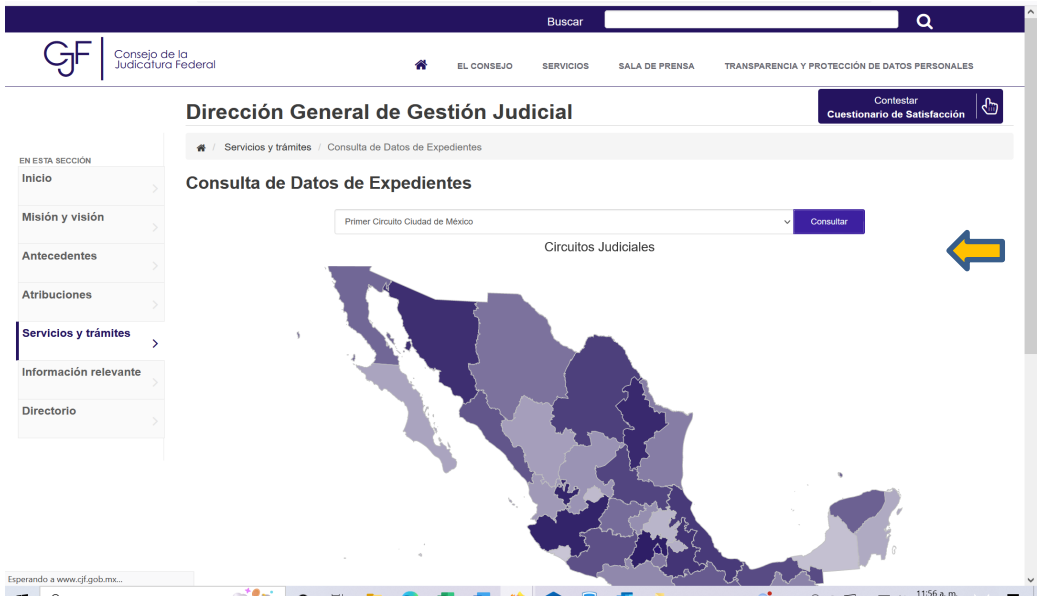 Buscar
CJF
Consejo de la
Judicatura Federal
EL CONSEJO
SERVICIOS
SALA DE PRENSA
TRANSPARENCIA Y PROTECCIÓN DE DATOS PERSONALES
Dirección General de Gestión Judicial
Contestar
Cuestionario de Satisfacción
/ Servicios y trámites / Consulta de Datos de Expedientes
EN ESTA SECCIÓN
Inicio
Misión y visión
Antecedentes
Atribuciones
Servicios y trámites
Información relevante
Directorio
Consulta de Datos de Expedientes
Primer Circuito Ciudad de México
Consultar
Circuitos Judiciales
Esperando a www.cjf.gob.mx...
11:56 a. m.